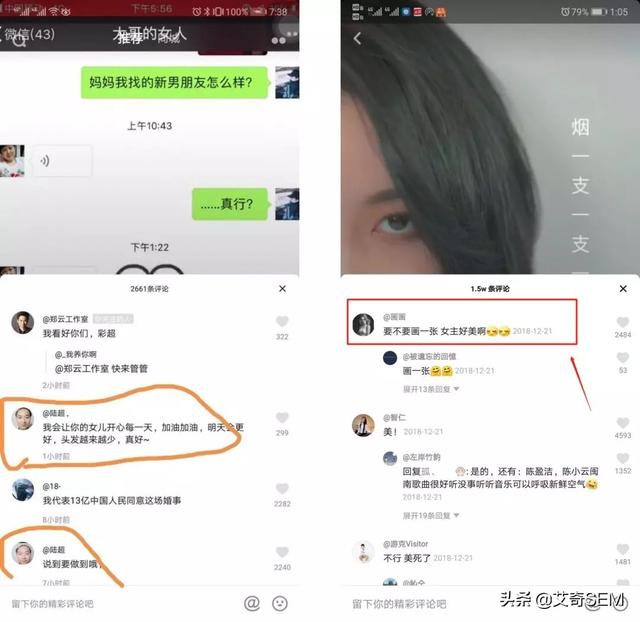 下午5:56
100%
7:38
微信(43)
大哥的女人
推荐
同城
妈妈我找的新男朋友怎么样?
上午10:43
......真行?
下午1:22
2661条评论
@郑云工作室
我看好你们,彩超
322
@_我养你啊
@郑云工作室 快来管管
2小时前
@陆超,
我会让你的女儿开心每一天,加油加油,明天会更
好,头发越来越少,真好~
299
1小时前
@18-
我代表13亿中国人民同意这场婚事
2282
8小时前
@陆超
说到要做到哦,
2240
7小时前
留下你的精彩评论吧
79%
1:05
烟
一
支
一
支
1.5w 条评论
@画画
要不要画一张 女主好美啊 2018-12-21
2484
@被遗忘的回憶
画一张 2018-12-21
53
展开13条回复
@智仁
美! 2018-12-21
4593
@左岸竹韵
回复孤、 :是的,还有:陈盈洁,陈小云闽
南歌曲很好听没事听听音乐可以呼吸新鲜空气
1352
2018-12-21
展开19条回复
@游克Visitor
不行 美死了 2018-12-21
1481
留下你的精彩评论吧
头条 @艾奇SEM